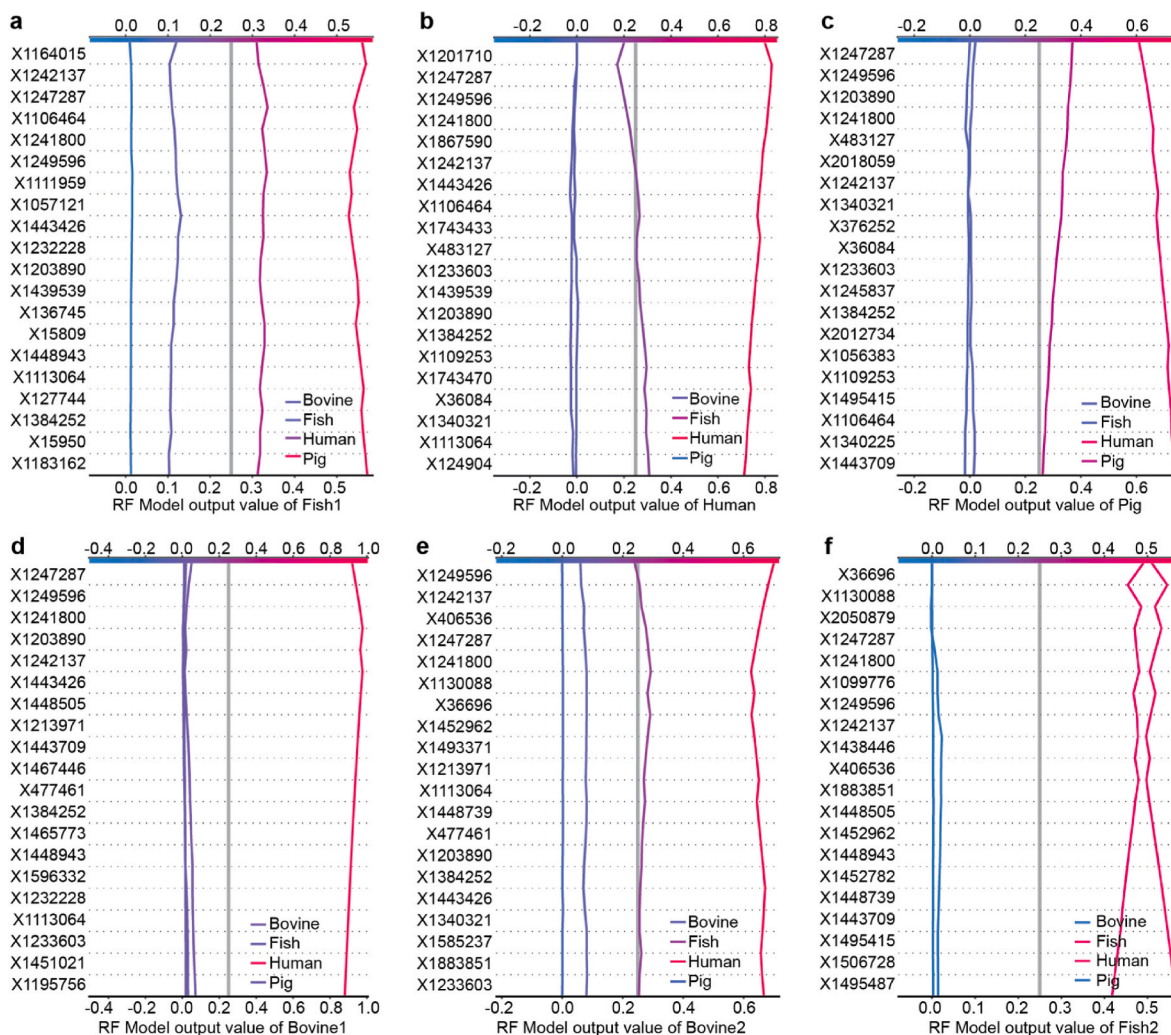 a
0.0 0.1 0.2 0.3 0.4 0.5
X1164015
X1242137
X1247287
X1106464
X1241800
X1249596
X1111959
X1057121
X1443426
X1232228
X1203890
X1439539
X136745
X15809
X1448943
X1113064
X127744
X1384252
X15950
X1183162
Bovine
Fish
Human
Pig
0.0 0.1 0.2 0.3 0.4 0.5
RF Model output value of Fish1
b
-0.2 0.0 0.2 0.4 0.6 0.8
X1201710
X1247287
X1249596
X1241800
X1867590
X1242137
X1443426
X1106464
X1743433
X483127
X1233603
X1439539
X1203890
X1384252
X1109253
X1743470
X36084
X1340321
X1113064
X124904
Bovine
Fish
Human
Pig
-0.2 0.0 0.2 0.4 0.6 0.8
RF Model output value of Human
c
-0.2 0.0 0.2 0.4 0.6
X1247287
X1249596
X1203890
X1241800
X483127
X2018059
X1242137
X1340321
X376252
X36084
X1233603
X1245837
X1384252
X2012734
X1056383
X1109253
X1495415
X1106464
X1340225
X1443709
Bovine
Fish
Human
Pig
-0.2 0.0 0.2 0.4 0.6
RF Model output value of Pig
d
-0.4 -0.2 0.0 0.2 0.4 0.6 0.8 1.0
X1247287
X1249596
X1241800
X1203890
X1242137
X1443426
X1448505
X1213971
X1443709
X1467446
X477461
X1384252
X1465773
X1448943
X1596332
X1232228
X1113064
X1233603
X1451021
X1195756
Bovine
Fish
Human
Pig
-0.4 -0.2 0.0 0.2 0.4 0.6 0.8 1.0
RF Model output value of Bovine1
e
-0.2 0.0 0.2 0.4 0.6
X1249596
X1242137
X406536
X1247287
X1241800
X1130088
X36696
X1452962
X1493371
X1213971
X1113064
X1448739
X477461
X1203890
X1384252
X1443426
X1340321
X1585237
X1883851
X1233603
Bovine
Fish
Human
Pig
-0.2 0.0 0.2 0.4 0.6
RF Model output value of Bovine2
f
0.0 0.1 0.2 0.3 0.4 0.5
X36696
X1130088
X2050879
X1247287
X1241800
X1099776
X1249596
X1242137
X1438446
X406536
X1883851
X1448505
X1452962
X1448943
X1452782
X1448739
X1443709
X1495415
X1506728
X1495487
Bovine
Fish
Human
Pig
0.0 0.1 0.2 0.3 0.4 0.5
RF Model output value of Fish2